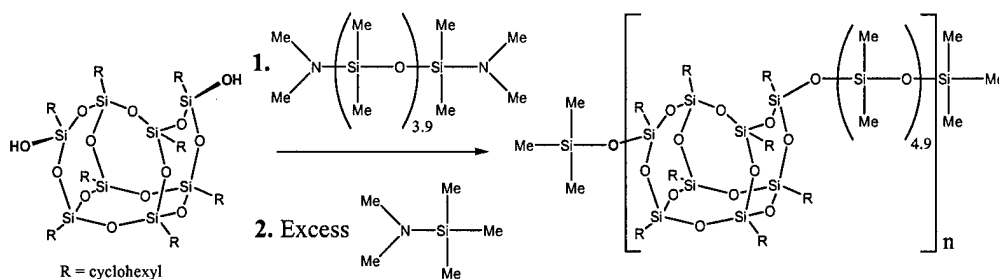 OH
R R
Si Si
R O O O
Si Si O
HO R
O O O
R Si Si
O O O R
Si O Si
R R
R = cyclohexyl
1.
Me Me Me Me
N Si O Si N
Me Me Me Me
3.9
2. Excess
Me Me
N Si Me
Me Me
Me Me
O Si O Si Me
Me Me
4.9
R R
Si Si
Me R O O O
Me Si O Si Si
Me R
O O O
R Si Si
O O O R
Si O Si
R R
n